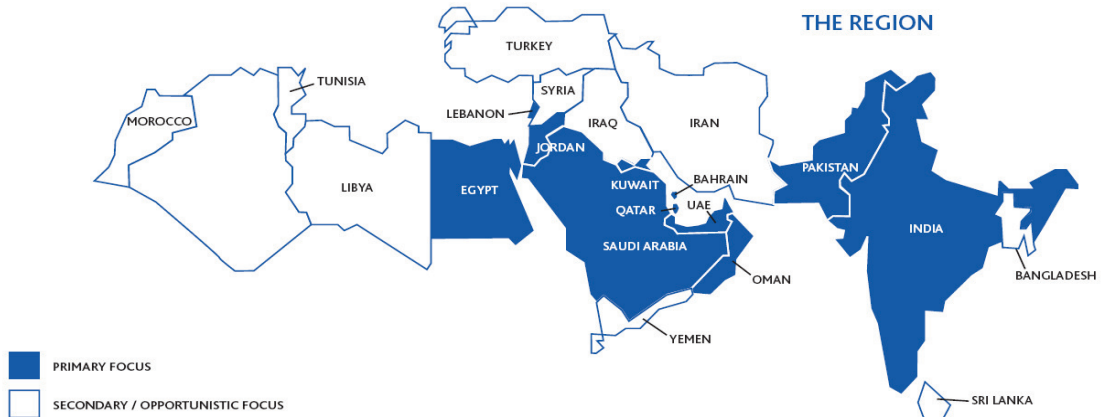 THE REGION
TURKEY
TUNISIA
SYRIA
LEBANON
MOROCCO
IRAQ
IRAN
JORDAN
PAKISTAN
BAHRAIN
KUWAIT
LIBYA
EGYPT
UAE
QATAR
INDIA
SAUDI ARABIA
BANGLADESH
OMAN
YEMEN
PRIMARY FOCUS
SRI LANKA
SECONDARY / OPPORTUNISTIC FOCUS